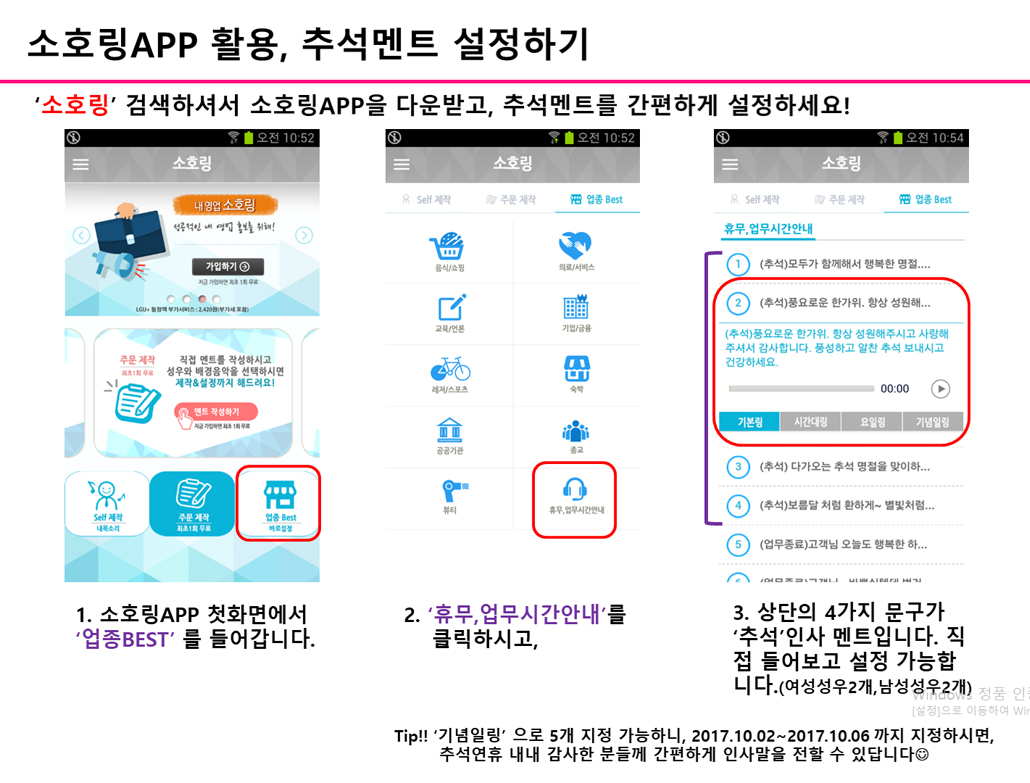 소호링APP 활용, 추석멘트 설정하기
‘소호링’ 검색하셔서 소호링APP을 다운받고, 추석멘트를 간편하게 설정하세요!
오전 10:52
소호링
내 영업 소호링
성공적인 내 영업 홍보를 위해!
가입하기
지금 가입하면 최초 1회 무료
LGU+ 월정액 부가서비스 : 2,420원(부가세 포함)
주문 제작
최초1회 무료
직접 멘트를 작성하시고
성우와 배경음악을 선택하시면
제작&설정까지 해드려요!
멘트 작성하기
지금 가입하면 최초 1회 무료
Self 제작
내목소리
주문 제작
최초1회 무료
업종 Best
바로설정
오전 10:52
소호링
Self 제작 주문 제작 업종 Best
음식/쇼핑 의료/서비스
교육/언론 기업/금융
레저/스포츠 숙박
공공기관 종교
뷰티 휴무,업무시간안내
오전 10:54
소호링
Self 제작 주문 제작 업종 Best
휴무,업무시간안내
1 (추석)모두가 함께해서 행복한 명절....
2 (추석)풍요로운 한가위. 항상 성원해...
(추석)풍요로운 한가위. 항상 성원해주시고 사랑해
주셔서 감사합니다. 풍성하고 알찬 추석 보내시고
건강하세요.
00:00
기본링 시간대링 요일링 기념일링
3 (추석) 다가오는 추석 명절을 맞이하...
4 (추석)보름달 처럼 환하게~ 별빛처럼...
5 (업무종료)고객님 오늘도 행복한 하...
1. 소호링APP 첫화면에서
‘업종BEST’ 를 들어갑니다.
2. ‘휴무,업무시간안내’를
클릭하시고,
3. 상단의 4가지 문구가
‘추석’인사 멘트입니다. 직
접 들어보고 설정 가능합
니다.(여성성우2개,남성성우2개)
Windows 정품 인
[설정]으로 이동하여 Win
Tip!! ‘기념일링’ 으로 5개 지정 가능하니, 2017.10.02~2017.10.06 까지 지정하시면,
추석연휴 내내 감사한 분들께 간편하게 인사말을 전할 수 있답니다☺